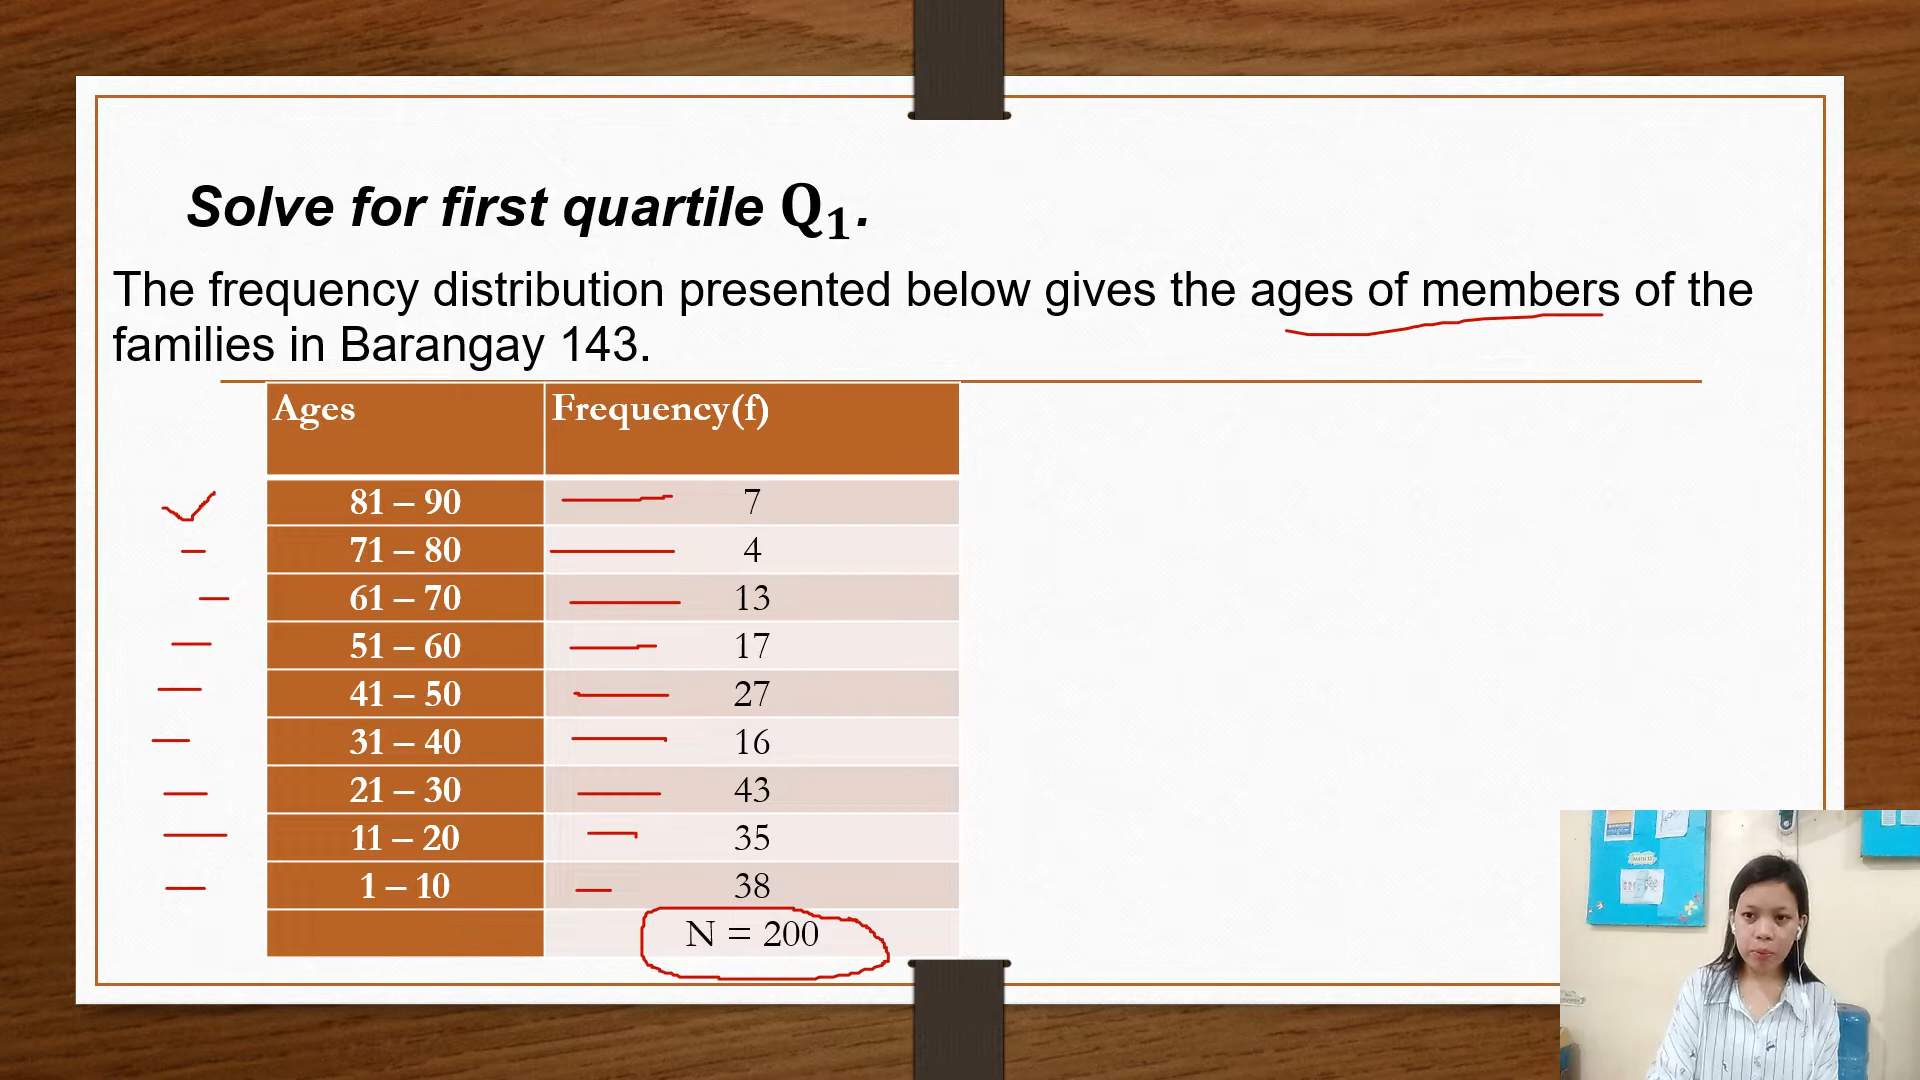 Solve for first quartile Q₁.
The frequency distribution presented below gives the ages of members of the
families in Barangay 143.
Ages Frequency(f)
81 – 90 7
71 – 80 4
61 – 70 13
51 – 60 17
41 – 50 27
31 – 40 16
21 – 30 43
11 – 20 35
1 – 10 38
N = 200